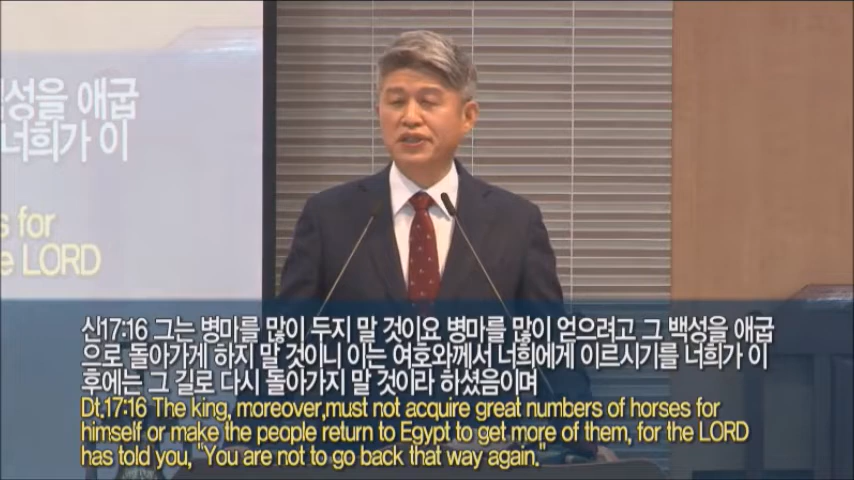 성을 애굽
너희가 이
s for
e LORD
신17:16 그는 병마를 많이 두지 말 것이요 병마를 많이 얻으려고 그 백성을 애굽
으로 돌아가게 하지 말 것이니 이는 여호와께서 너희에게 이르시기를 너희가 이
후에는 그 길로 다시 돌아가지 말 것이라 하셨음이며
Dt.17:16 The king, moreover,must not acquire great numbers of horses for
himself or make the people return to Egypt to get more of them, for the LORD
has told you, "You are not to go back that way again."